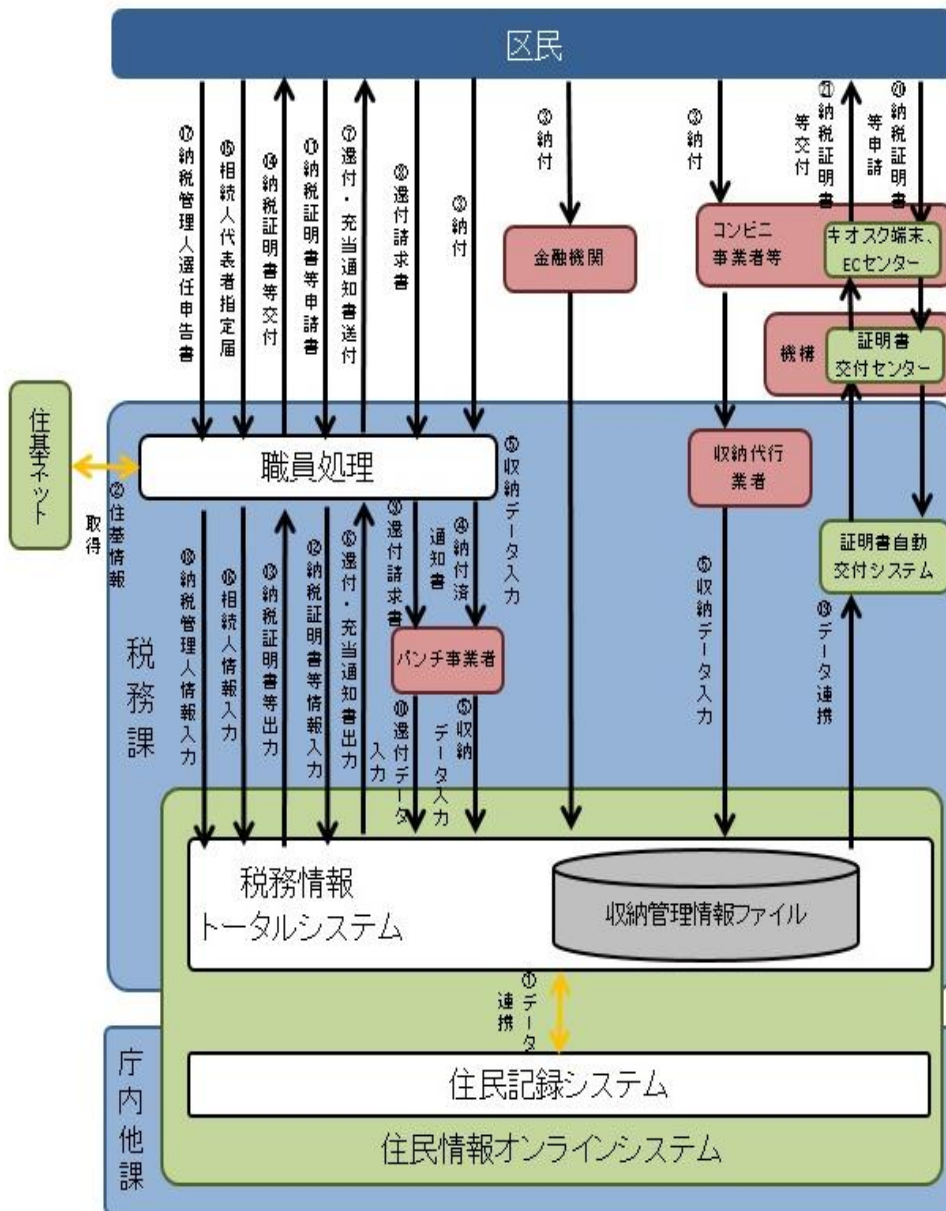 区民
⑰納税管理人選任申告書
⑮相続人代表者指定届
⑭納税証明書等交付
⑪納税証明書等申請書
⑦還付・充当通知書送付
⑧還付請求書
③納付
③納付
③納付
㉑納税証明書
等交付
⑳納税証明書
等申請
金融機関
コンビニ
事業者等
キオスク端末、
ECセンター
機構
証明書
交付センター
住基ネット
②住基情報
取得
職員処理
収納代行
業者
証明書自動
交付システム
税務課
⑱納税管理人情報入力
⑯相続人情報入力
⑬納税証明書等出力
⑫納税証明書等情報入力
⑥還付・充当通知書出力
⑨還付請求書
④納付済
通知書
⑤収納データ入力
パンチ事業者
⑩還付データ
入力
⑤収納
データ入力
⑤収納データ入力
⑲データ連携
税務情報
トータルシステム
収納管理情報ファイル
①データ
連携
庁内他課
住民記録システム
住民情報オンラインシステム